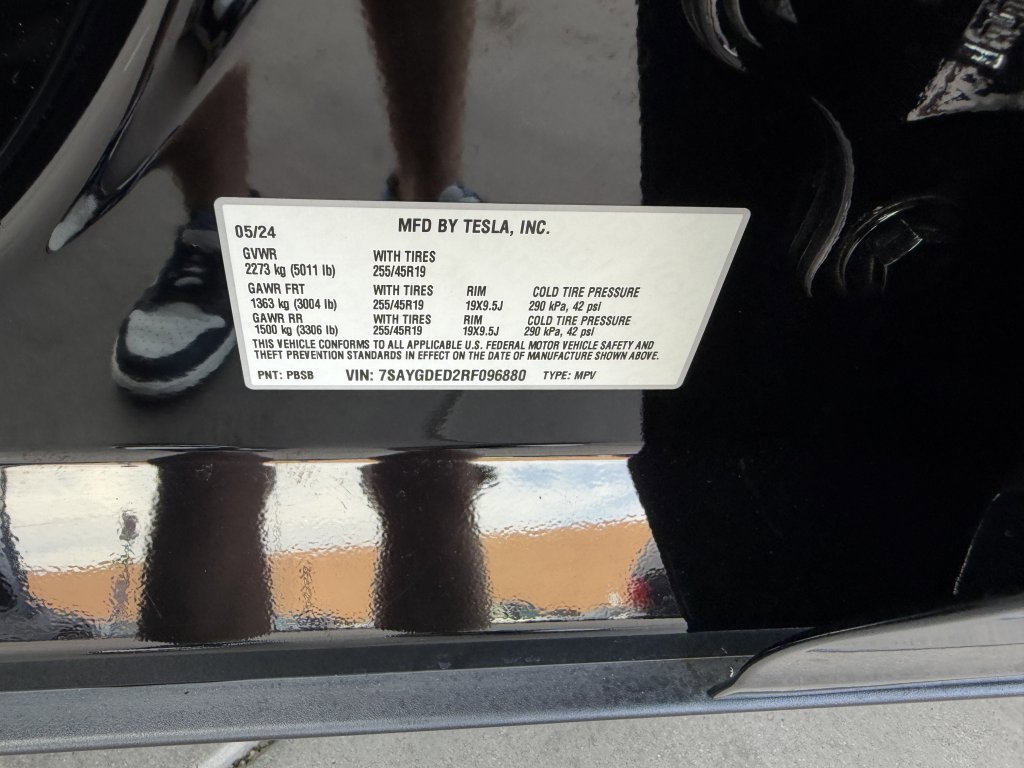 05/24 MFD BY TESLA, INC.
GVWR WITH TIRES
2273 kg (5011 lb) 255/45R19
GAWR FRT WITH TIRES RIM COLD TIRE PRESSURE
1363 kg (3004 lb) 255/45R19 19X9.5J 290 kPa, 42 psi
GAWR RR WITH TIRES RIM COLD TIRE PRESSURE
1500 kg (3306 lb) 255/45R19 19X9.5J 290 kPa, 42 psi
THIS VEHICLE CONFORMS TO ALL APPLICABLE U.S. FEDERAL MOTOR VEHICLE SAFETY AND
THEFT PREVENTION STANDARDS IN EFFECT ON THE DATE OF MANUFACTURE SHOWN ABOVE.
PNT: PBSB VIN: 7SAYGDED2RF096880 TYPE: MPV